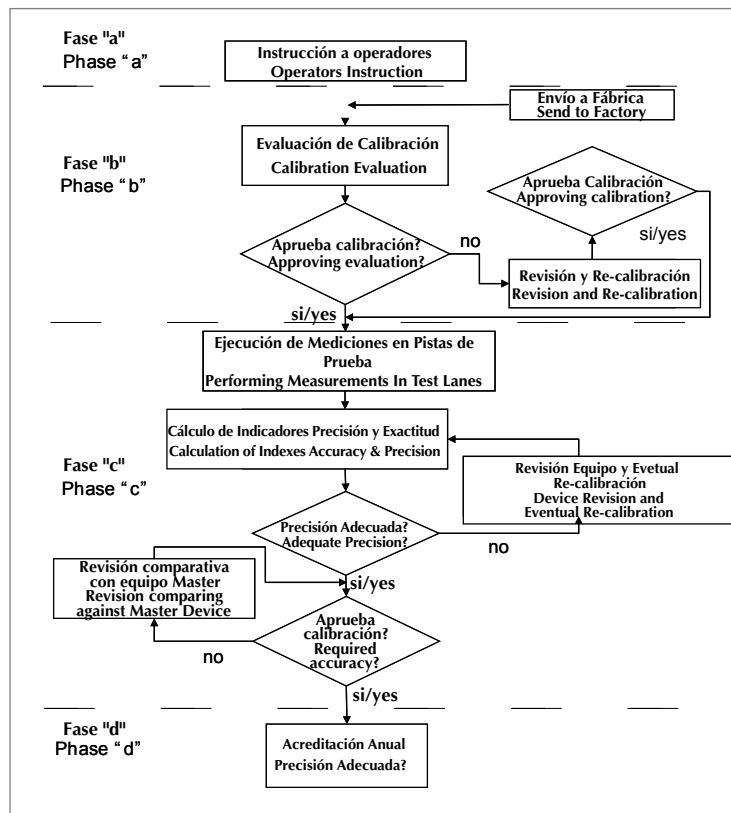 Fase "a"
Phase “ a”
Instrucción a operadores
Operators Instruction
Envío a Fábrica
Send to Factory
Fase "b"
Phase “ b”
Evaluación de Calibración
Calibration Evaluation
Aprueba Calibración
Approving calibration?
si/yes
Aprueba calibración?
Approving evaluation?
no
Revisión y Re-calibración
Revision and Re-calibration
si/yes
Ejecución de Mediciones en Pistas de
Prueba
Performing Measurements In Test Lanes
Fase "c"
Phase “ c”
Cálculo de Indicadores Precisión y Exactitud
Calculation of Indexes Accuracy & Precision
Revisión Equipo y Evetual
Re-calibración
Device Revision and
Eventual Re-calibration
Precisión Adecuada?
Adequate Precision?
no
si/yes
Revisión comparativa
con equipo Master
Revision comparing
against Master Device
Aprueba
calibración?
Required
accuracy?
no
si/yes
Fase "d"
Phase “ d”
Acreditación Anual
Precisión Adecuada?